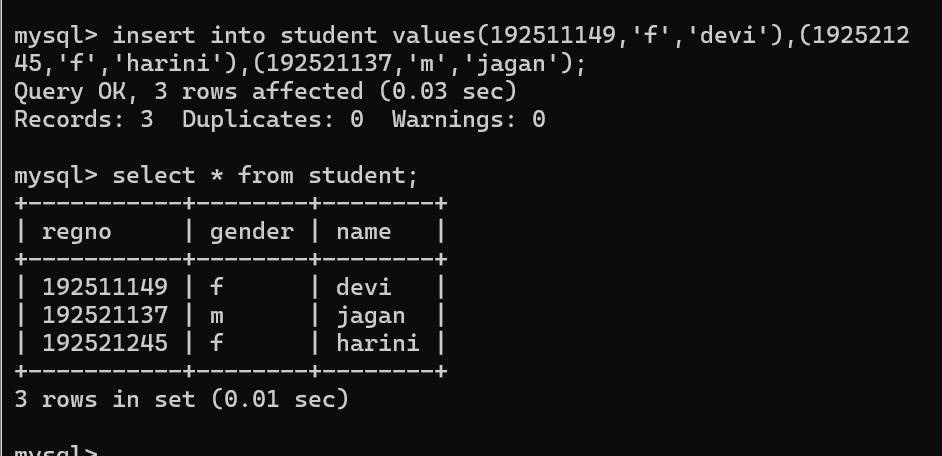 mysql> insert into student values(192511149,'f','devi'),(1925212
45,'f','harini'),(192521137,'m','jagan');
Query OK, 3 rows affected (0.03 sec)
Records: 3  Duplicates: 0  Warnings: 0
mysql> select * from student;
+-----------+--------+--------+
| regno     | gender | name   |
+-----------+--------+--------+
| 192511149 | f      | devi   |
| 192521137 | m      | jagan  |
| 192521245 | f      | harini |
+-----------+--------+--------+
3 rows in set (0.01 sec)
mysql>